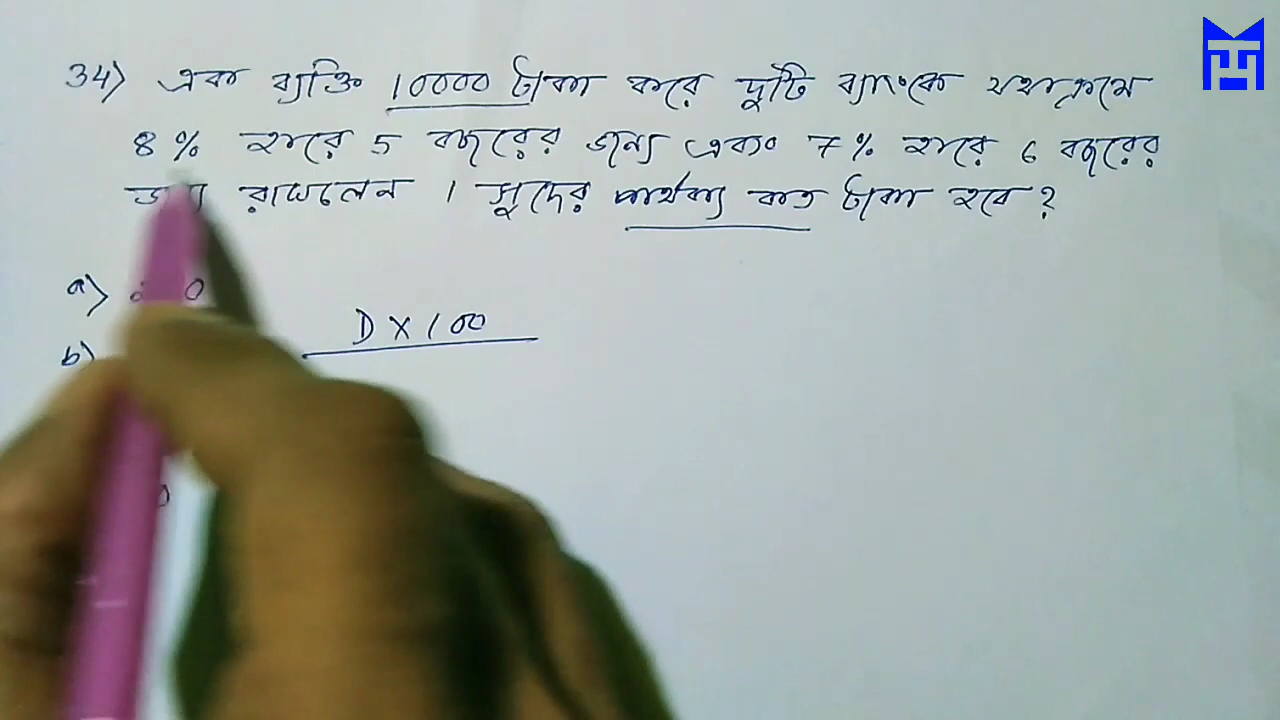 34) এক ব্যক্তি 10000 টাকা করে দুটি ব্যাংকে যথাক্রমে
8% হারে 5 বছরের জন্য এবং 7% হারে 6 বছরের
রাখলেন । সুদের পার্থক্য কত টাকা হবে ?
a)
D X 100
b)